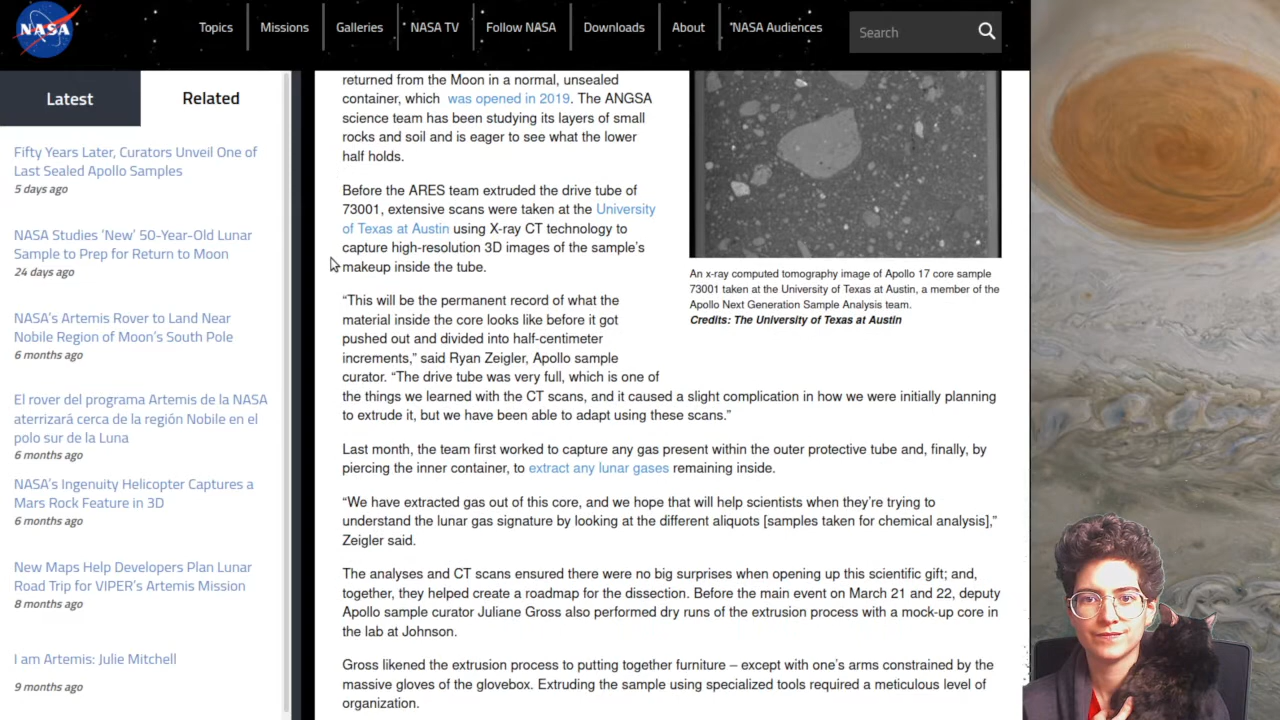 NASA
Topics
Missions
Galleries
NASA TV
Follow NASA
Downloads
About
NASA Audiences
Search
Latest
Related
Fifty Years Later, Curators Unveil One of
Last Sealed Apollo Samples
5 days ago
NASA Studies ‘New’ 50-Year-Old Lunar
Sample to Prep for Return to Moon
24 days ago
NASA’s Artemis Rover to Land Near
Nobile Region of Moon’s South Pole
6 months ago
El rover del programa Artemis de la NASA
aterrizará cerca de la región Nobile en el
polo sur de la Luna
6 months ago
NASA’s Ingenuity Helicopter Captures a
Mars Rock Feature in 3D
6 months ago
New Maps Help Developers Plan Lunar
Road Trip for VIPER’s Artemis Mission
8 months ago
I am Artemis: Julie Mitchell
9 months ago
returned from the Moon in a normal, unsealed
container, which was opened in 2019. The ANGSA
science team has been studying its layers of small
rocks and soil and is eager to see what the lower
half holds.
Before the ARES team extruded the drive tube of
73001, extensive scans were taken at the University
of Texas at Austin using X-ray CT technology to
capture high-resolution 3D images of the sample’s
makeup inside the tube.
“This will be the permanent record of what the
material inside the core looks like before it got
pushed out and divided into half-centimeter
increments,” said Ryan Zeigler, Apollo sample
curator. “The drive tube was very full, which is one of
the things we learned with the CT scans, and it caused a slight complication in how we were initially planning
to extrude it, but we have been able to adapt using these scans.”
Last month, the team first worked to capture any gas present within the outer protective tube and, finally, by
piercing the inner container, to extract any lunar gases remaining inside.
“We have extracted gas out of this core, and we hope that will help scientists when they’re trying to
understand the lunar gas signature by looking at the different aliquots [samples taken for chemical analysis],”
Zeigler said.
The analyses and CT scans ensured there were no big surprises when opening up this scientific gift; and,
together, they helped create a roadmap for the dissection. Before the main event on March 21 and 22, deputy
Apollo sample curator Juliane Gross also performed dry runs of the extrusion process with a mock-up core in
the lab at Johnson.
Gross likened the extrusion process to putting together furniture – except with one’s arms constrained by the
massive gloves of the glovebox. Extruding the sample using specialized tools required a meticulous level of
organization.
An x-ray computed tomography image of Apollo 17 core sample
73001 taken at the University of Texas at Austin, a member of the
Apollo Next Generation Sample Analysis team.
Credits: The University of Texas at Austin